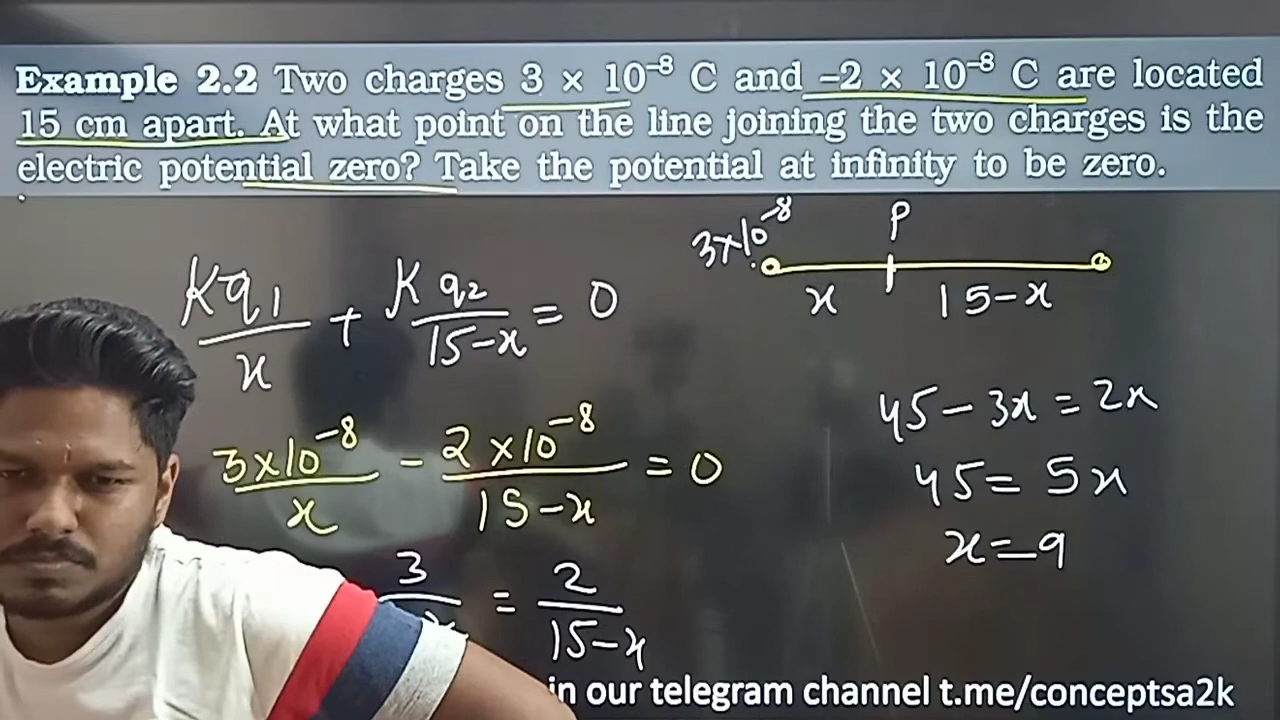 Example 2.2 Two charges 3 × 10⁻⁸ C and –2 × 10⁻⁸ C are located
15 cm apart. At what point on the line joining the two charges is the
electric potential zero? Take the potential at infinity to be zero.
3×10⁻⁸ P
x 15-x
Kq₁/x + Kq₂/15-x = 0
3×10⁻⁸/x - 2×10⁻⁸/15-x = 0
3/x = 2/15-x
45-3x = 2x
45 = 5x
x = 9
in our telegram channel t.me/conceptsa2k